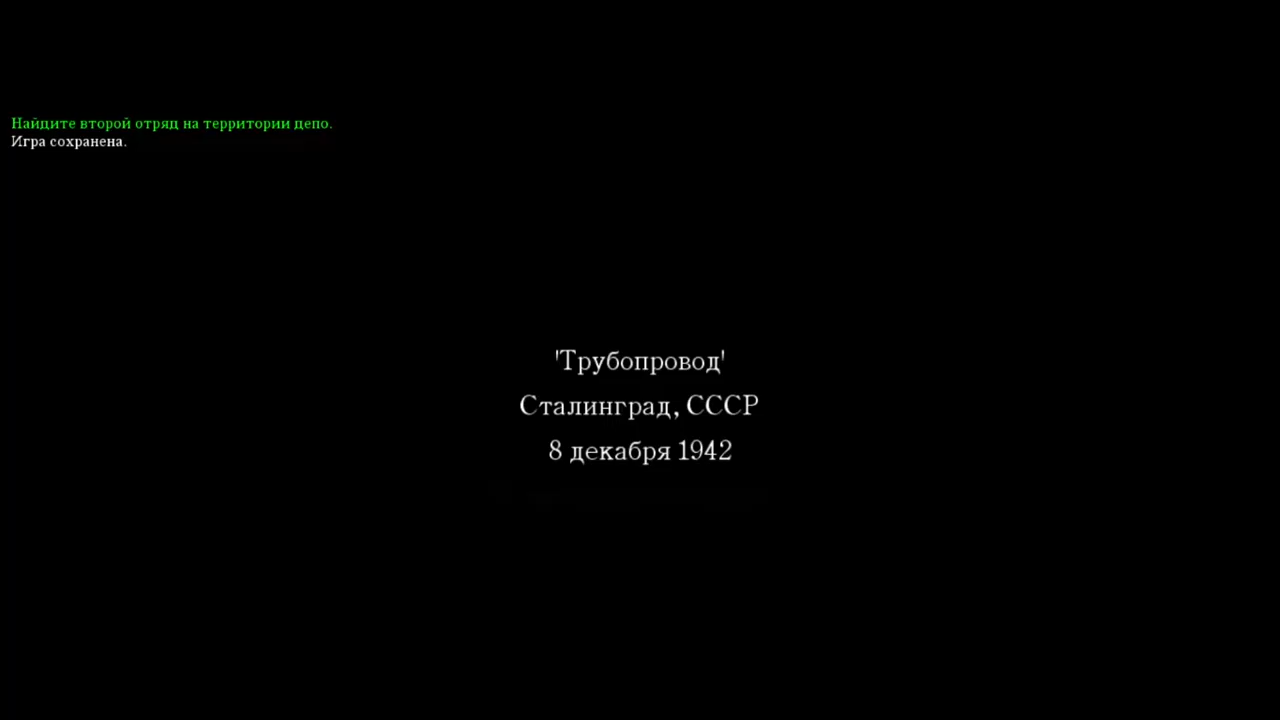 Найдите второй отряд на территории депо.
Игра сохранена.
'Трубопровод'
Сталинград, СССР
8 декабря 1942